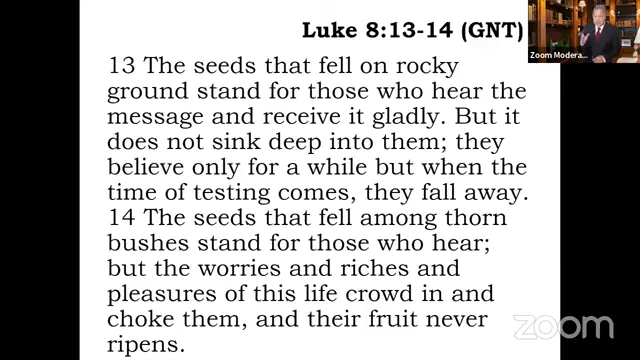 Luke 8:13-14 (GNT)
Zoom Modera...
13 The seeds that fell on rocky
ground stand for those who hear the
message and receive it gladly. But it
does not sink deep into them; they
believe only for a while but when the
time of testing comes, they fall away.
14 The seeds that fell among thorn
bushes stand for those who hear;
but the worries and riches and
pleasures of this life crowd in and
choke them, and their fruit never
ripens.
zoom